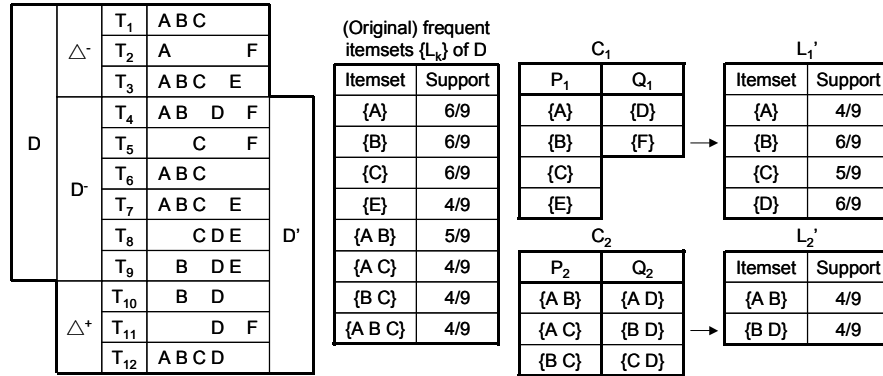 D △- D- △+ D'
T1 A B C
T2 A F
T3 A B C E
T4 A B D F
T5 C F
T6 A B C
T7 A B C E
T8 C D E
T9 B D E
T10 B D
T11 D F
T12 A B C D
(Original) frequent
itemsets {Lk} of D
Itemset Support
{A} 6/9
{B} 6/9
{C} 6/9
{E} 4/9
{A B} 5/9
{A C} 4/9
{B C} 4/9
{A B C} 4/9
C1
P1 Q1
{A} {D}
{B} {F}
{C}
{E}
L1'
Itemset Support
{A} 4/9
{B} 6/9
{C} 5/9
{D} 6/9
C2
P2 Q2
{A B} {A D}
{A C} {B D}
{B C} {C D}
L2'
Itemset Support
{A B} 4/9
{B D} 4/9